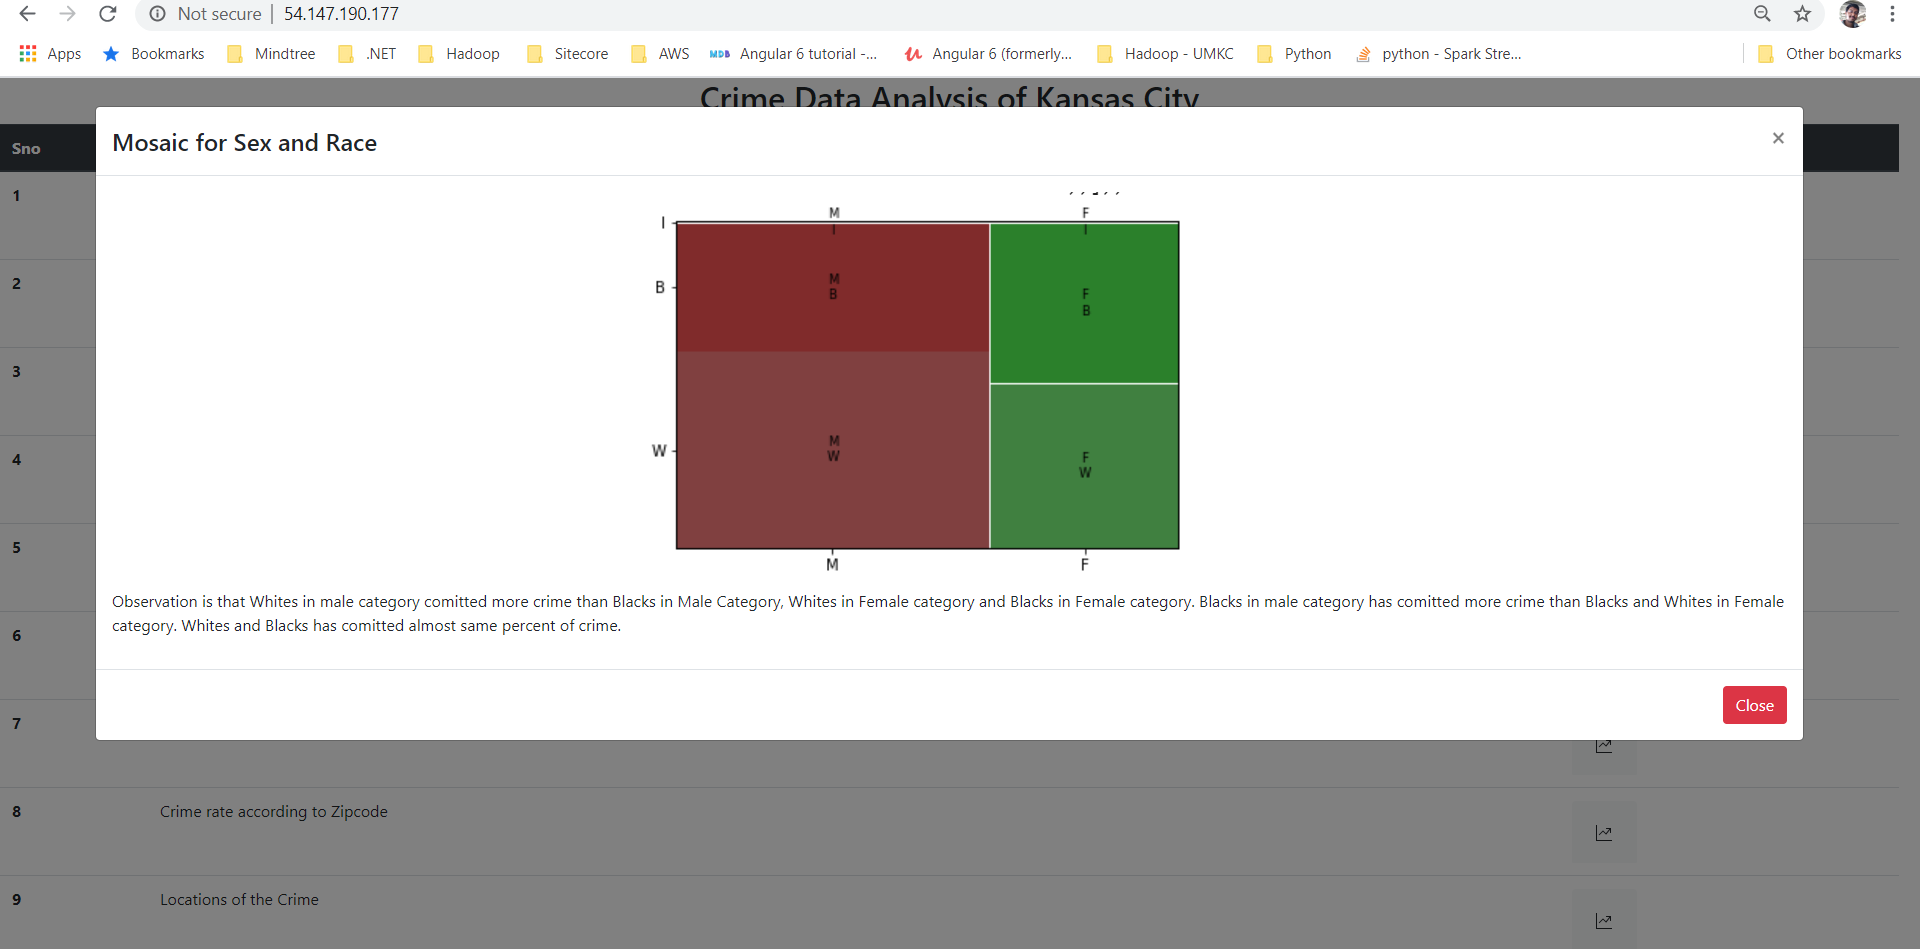 Not secure | 54.147.190.177
Apps Bookmarks Mindtree .NET Hadoop Sitecore AWS MDB Angular 6 tutorial -... Angular 6 (formerly... Hadoop - UMKC Python python - Spark Stre... Other bookmarks
Crime Data Analysis of Kansas City
Sno
Mosaic for Sex and Race ×
1
M F
I I I
B M B F B
W M W F W
M F
2
3
4
5
Observation is that Whites in male category comitted more crime than Blacks in Male Category, Whites in Female category and Blacks in Female category. Blacks in male category has comitted more crime than Blacks and Whites in Female
category. Whites and Blacks has comitted almost same percent of crime.
6
Close
7
8 Crime rate according to Zipcode
9 Locations of the Crime